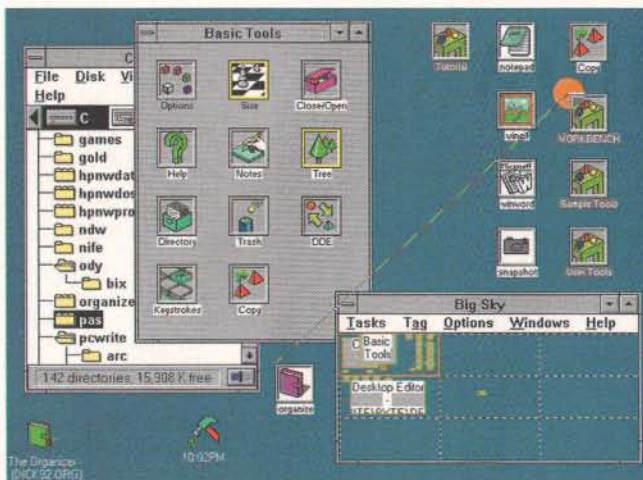 Basic Tools
File Disk
Help
C
games
gold
hpnwdat
hpnwdos
hpnwpro
ndw
nife
ody
bix
organize
pas
pcwrite
arc
142 directories, 15,908 K free
Options
Size
Close/Open
Help
Notes
Tree
Directory
Trash
DDE
Keystrokes
Copy
Tutorial
notepad
Copy
WORKBENCH
winword
Sample Tools
snapshot
User Tools
organize
Big Sky
Tasks Tag Options Windows Help
Basic
Tools
Desktop Editor
-
The Organizer
(DICK92.ORG)
10:02PM